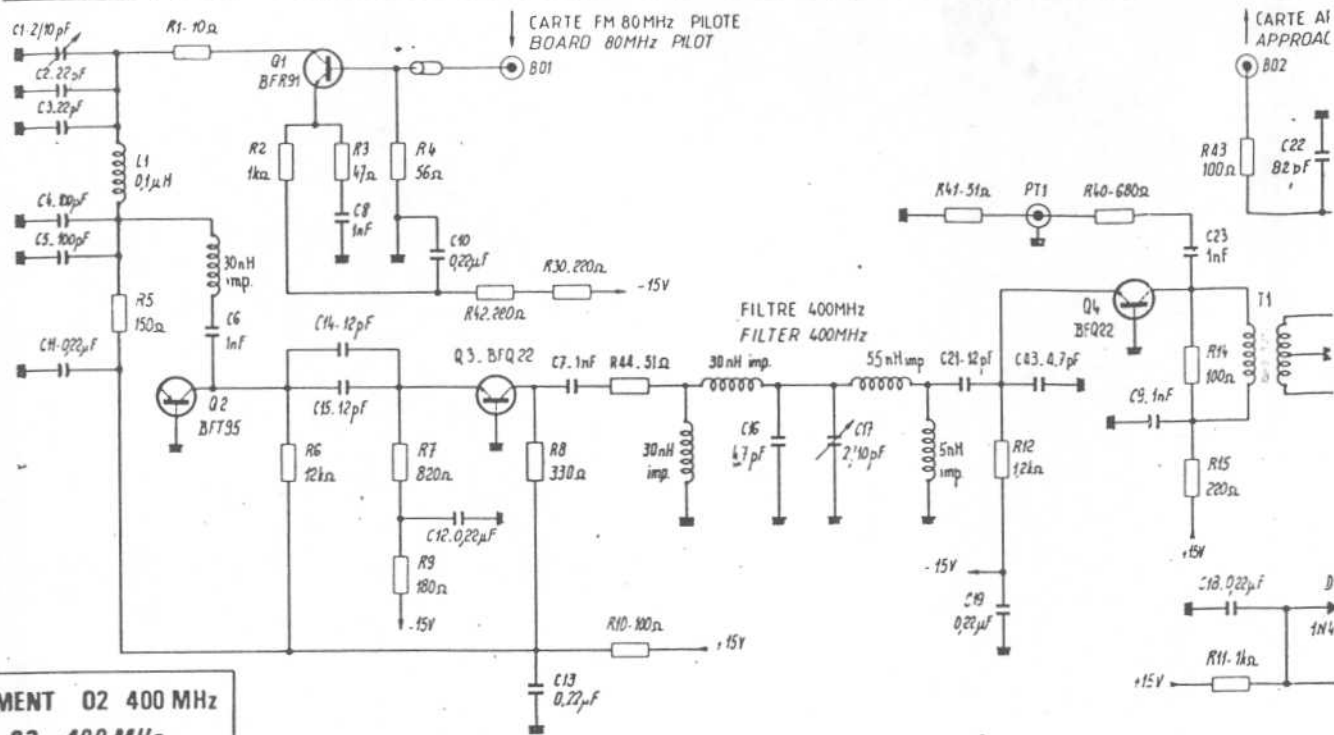 C1-2/10pF
R1-10Ω
CARTE FM 80MHz PILOTE
BOARD 80MHz PILOT
B01
CARTE AP
APPROAC
B02
C2.22pF
C3.22pF
Q1
BFR91
L1
0,1µH
R2
1kΩ
R3
47Ω
R4
56Ω
C8
1nF
R43
100Ω
C22
82pF
R41-51Ω
PT1
R40-680Ω
C23
1nF
C4.100pF
C5.100pF
30nH
imp.
C6
1nF
C10
0,22µF
R30.220Ω
R42.220Ω
-15V
R5
150Ω
C11-0,22µF
FILTRE 400MHz
FILTER 400MHz
Q4
BFQ22
T1
C14-12pF
C15.12pF
Q3-BFQ22
C7.1nF
R44.51Ω
30nH imp.
55nH imp
C21-12pF
C43.4,7pF
R14
100Ω
C9.1nF
Q2
BFT95
R6
12kΩ
R7
820Ω
R8
330Ω
30nH
imp.
C16
4,7pF
C17
2/10pF
5nH
imp.
R12
1,2kΩ
R15
220Ω
+15V
C12.0,22µF
R9
180Ω
-15V
-15V
C19
0,22µF
C18.0,22µF
D
1N4
R10-100Ω
+15V
R11-1kΩ
+15V
C13
0,22µF
MENT 02 400 MHz
02 400 MHz